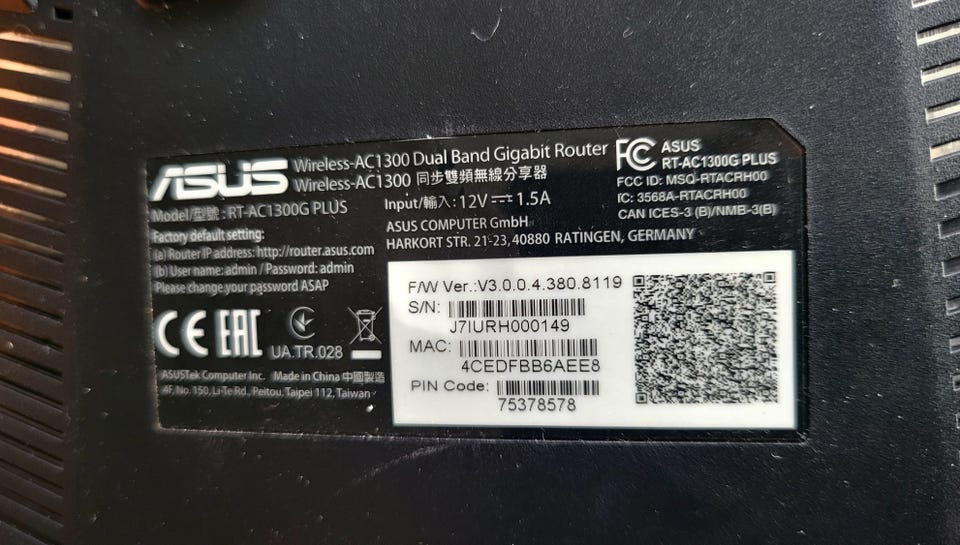 ASUS
Wireless-AC1300 Dual Band Gigabit Router
Wireless-AC1300 同步雙頻無線分享器
Model/型號 : RT-AC1300G PLUS
Input/輸入 : 12V⎓ 1.5A
ASUS COMPUTER GmbH
HARKORT STR. 21-23, 40880 RATINGEN, GERMANY
FC
ASUS
RT-AC1300G PLUS
FCC ID: MSQ-RTACRH00
IC: 3568A-RTACRH00
CAN ICES-3 (B)/NMB-3(B)
Factory default setting:
(a) Router IP address: http://router.asus.com
(b) User name: admin / Password: admin
Please change your password ASAP
CE EAC
UA.TR.028
ASUSTek Computer Inc. Made in China 中國製造
4F, No. 150, Li-Te Rd., Peitou, Taipei 112, Taiwan
F/W Ver.:V3.0.0.4.380.8119
S/N:
J7IURH000149
MAC:
4CEDFBB6AEE8
PIN Code:
75378578